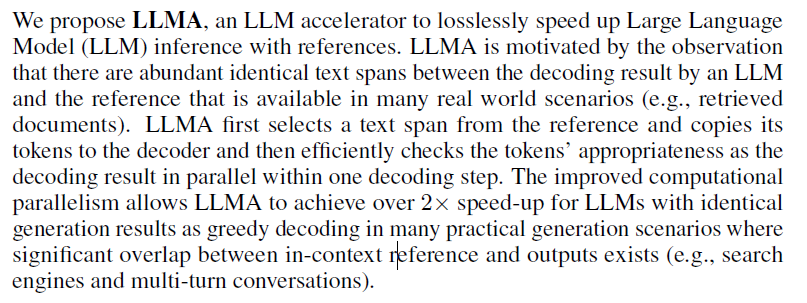 We propose LLMA, an LLM accelerator to losslessly speed up Large Language
Model (LLM) inference with references. LLMA is motivated by the observation
that there are abundant identical text spans between the decoding result by an LLM
and the reference that is available in many real world scenarios (e.g., retrieved
documents). LLMA first selects a text span from the reference and copies its
tokens to the decoder and then efficiently checks the tokens’ appropriateness as the
decoding result in parallel within one decoding step. The improved computational
parallelism allows LLMA to achieve over 2× speed-up for LLMs with identical
generation results as greedy decoding in many practical generation scenarios where
significant overlap between in-context reference and outputs exists (e.g., search
engines and multi-turn conversations).